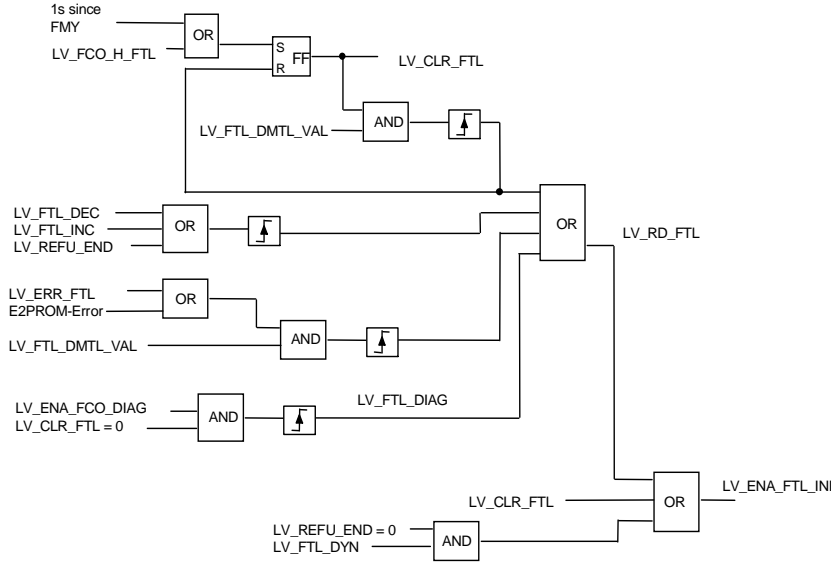 1s since
FMY
OR
LV_FCO_H_FTL
S
FF
R
LV_CLR_FTL
LV_FTL_DMTL_VAL
AND
LV_FTL_DEC
LV_FTL_INC
LV_REFU_END
OR
OR
LV_RD_FTL
LV_ERR_FTL
E2PROM-Error
OR
LV_FTL_DMTL_VAL
AND
LV_ENA_FCO_DIAG
LV_CLR_FTL = 0
AND
LV_FTL_DIAG
LV_CLR_FTL
OR
LV_ENA_FTL_INI
LV_REFU_END = 0
LV_FTL_DYN
AND